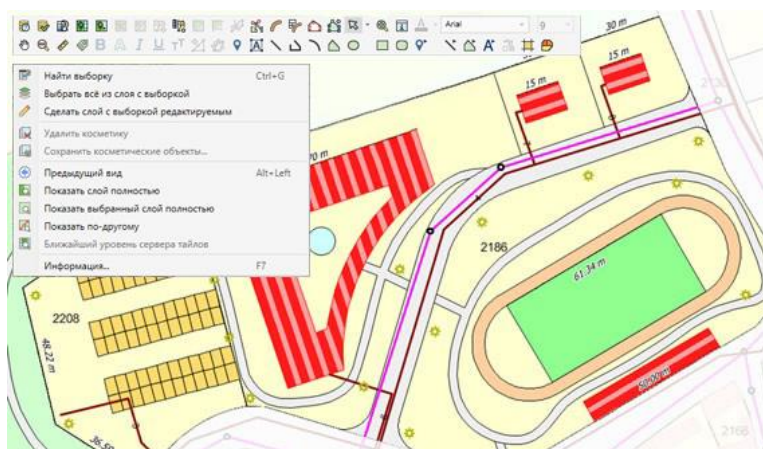 Arial 9
30 m
15 m
15 m
Найти выборку Ctrl+G
Выбрать всё из слоя с выборкой
Сделать слой с выборкой редактируемым
Удалить косметику
Сохранить косметические объекты...
Предыдущий вид Alt+Left
Показать слой полностью
Показать выбранный слой полностью
Показать по-другому
Ближайший уровень сервера тайлов
Информация... F7
2186
61.34 m
2208
48.22 m
2166